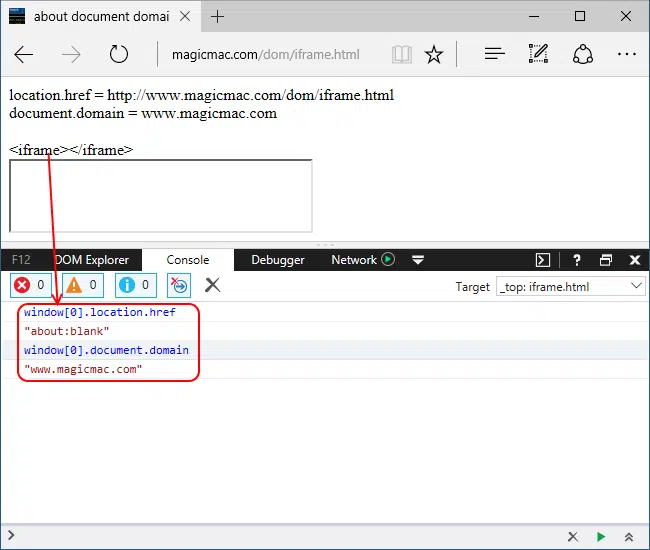 about document domai
magicmac.com/dom/iframe.html
location.href = http://www.magicmac.com/dom/iframe.html
document.domain = www.magicmac.com
<iframe></iframe>
F12 DOM Explorer Console Debugger Network ?
0 0 0 Target _top: iframe.html
window[0].location.href
"about:blank"
window[0].document.domain
"www.magicmac.com"